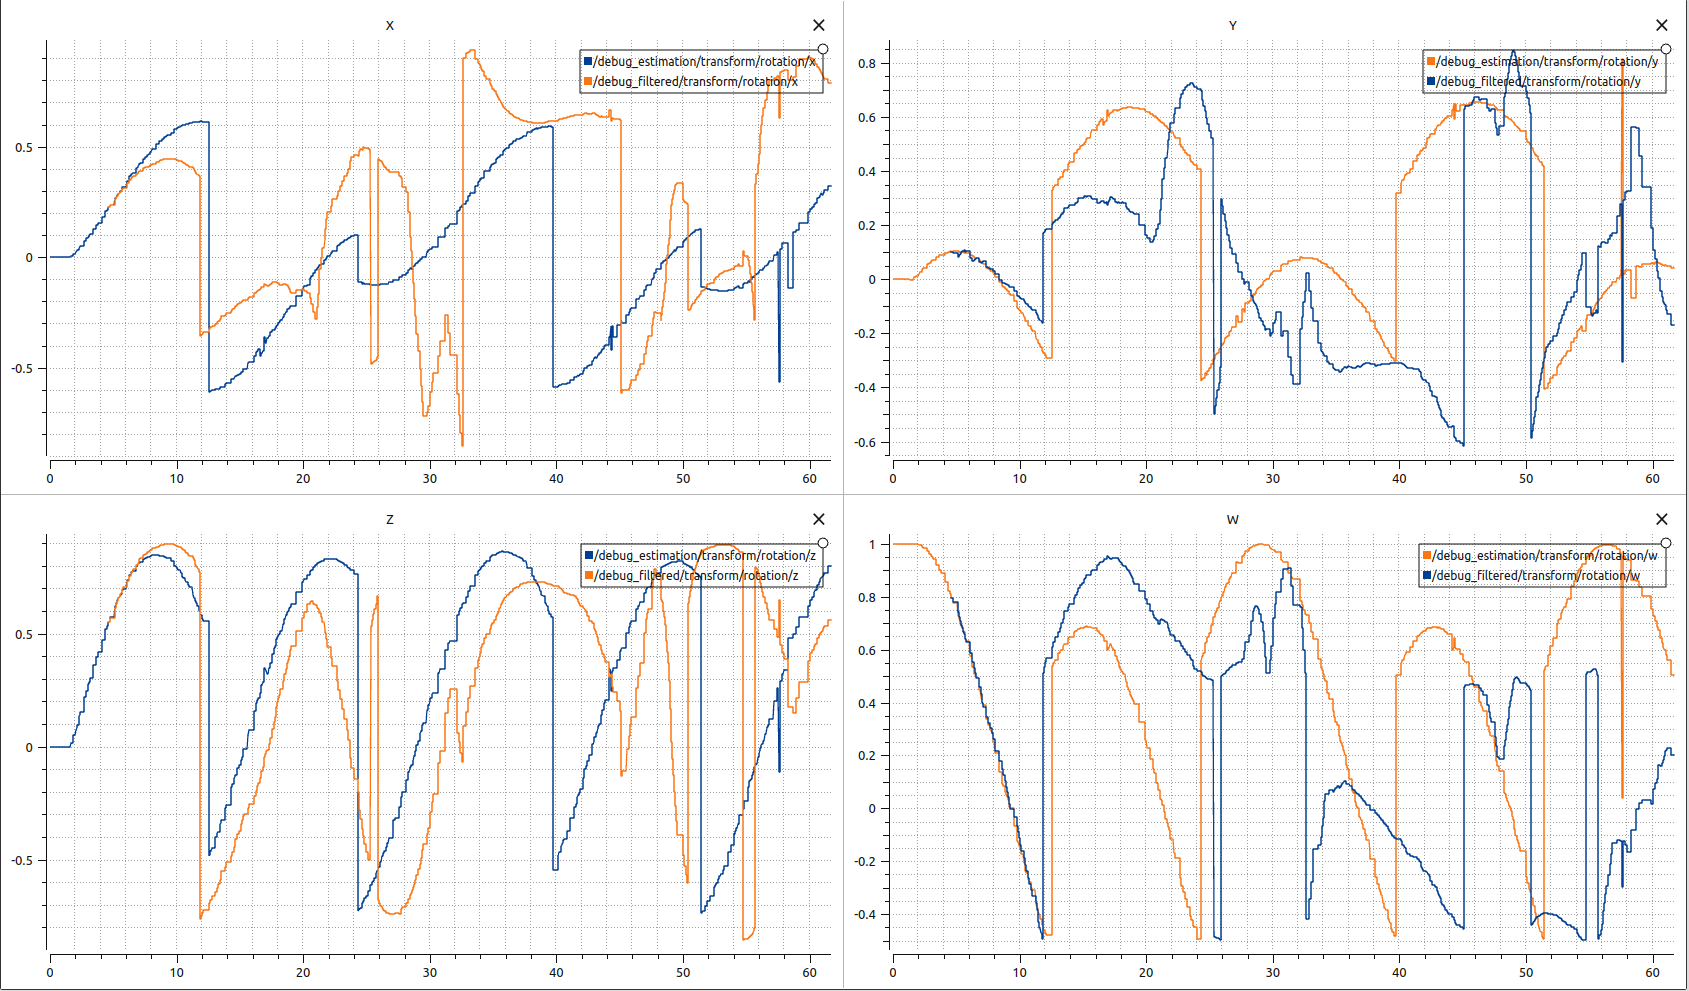 X
/debug_estimation/transform/rotation/x
/debug_filtered/transform/rotation/x
0.5
0
-0.5
0 10 20 30 40 50 60
Y
/debug_estimation/transform/rotation/y
/debug_filtered/transform/rotation/y
0.8
0.6
0.4
0.2
0
-0.2
-0.4
-0.6
0 10 20 30 40 50 60
Z
/debug_estimation/transform/rotation/z
/debug_filtered/transform/rotation/z
0.5
0
-0.5
0 10 20 30 40 50 60
W
/debug_estimation/transform/rotation/w
/debug_filtered/transform/rotation/w
1
0.8
0.6
0.4
0.2
0
-0.2
-0.4
0 10 20 30 40 50 60